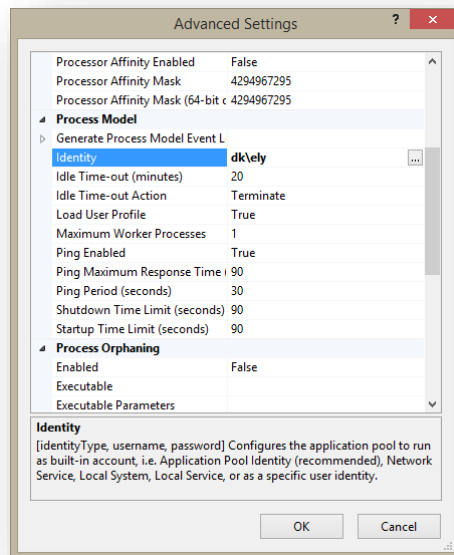 Advanced Settings
?
Processor Affinity Enabled False
Processor Affinity Mask 4294967295
Processor Affinity Mask (64-bit c 4294967295
Process Model
Generate Process Model Event L
Identity dk\ely ...
Idle Time-out (minutes) 20
Idle Time-out Action Terminate
Load User Profile True
Maximum Worker Processes 1
Ping Enabled True
Ping Maximum Response Time ( 90
Ping Period (seconds) 30
Shutdown Time Limit (seconds) 90
Startup Time Limit (seconds) 90
Process Orphaning
Enabled False
Executable
Executable Parameters
Identity
[identityType, username, password] Configures the application pool to run
as built-in account, i.e. Application Pool Identity (recommended), Network
Service, Local System, Local Service, or as a specific user identity.
OK Cancel